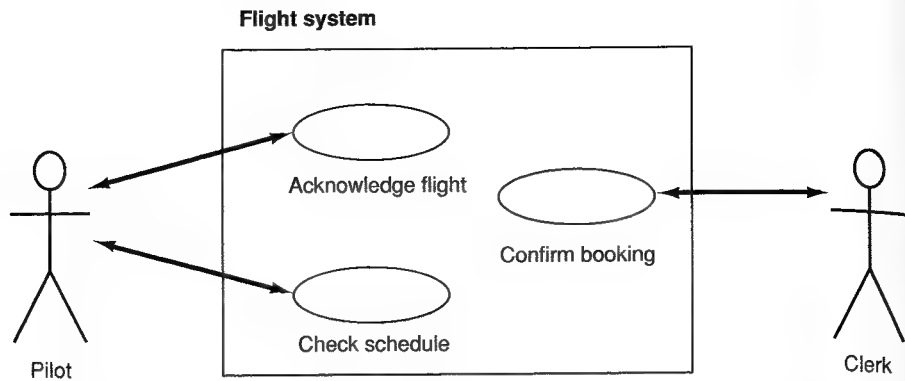 Flight system
Acknowledge flight
Confirm booking
Check schedule
Pilot
Clerk